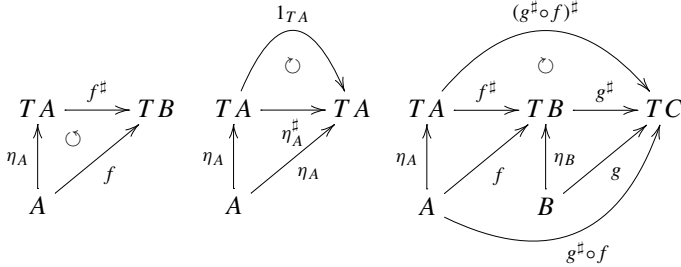 1_{TA} (g^♯∘f)^♯
↻ ↻
TA f^♯ TB TA η_A^♯ TA TA f^♯ TB g^♯ TC
↻
η_A f η_A η_A η_A f η_B g
A A A B
g^♯∘f